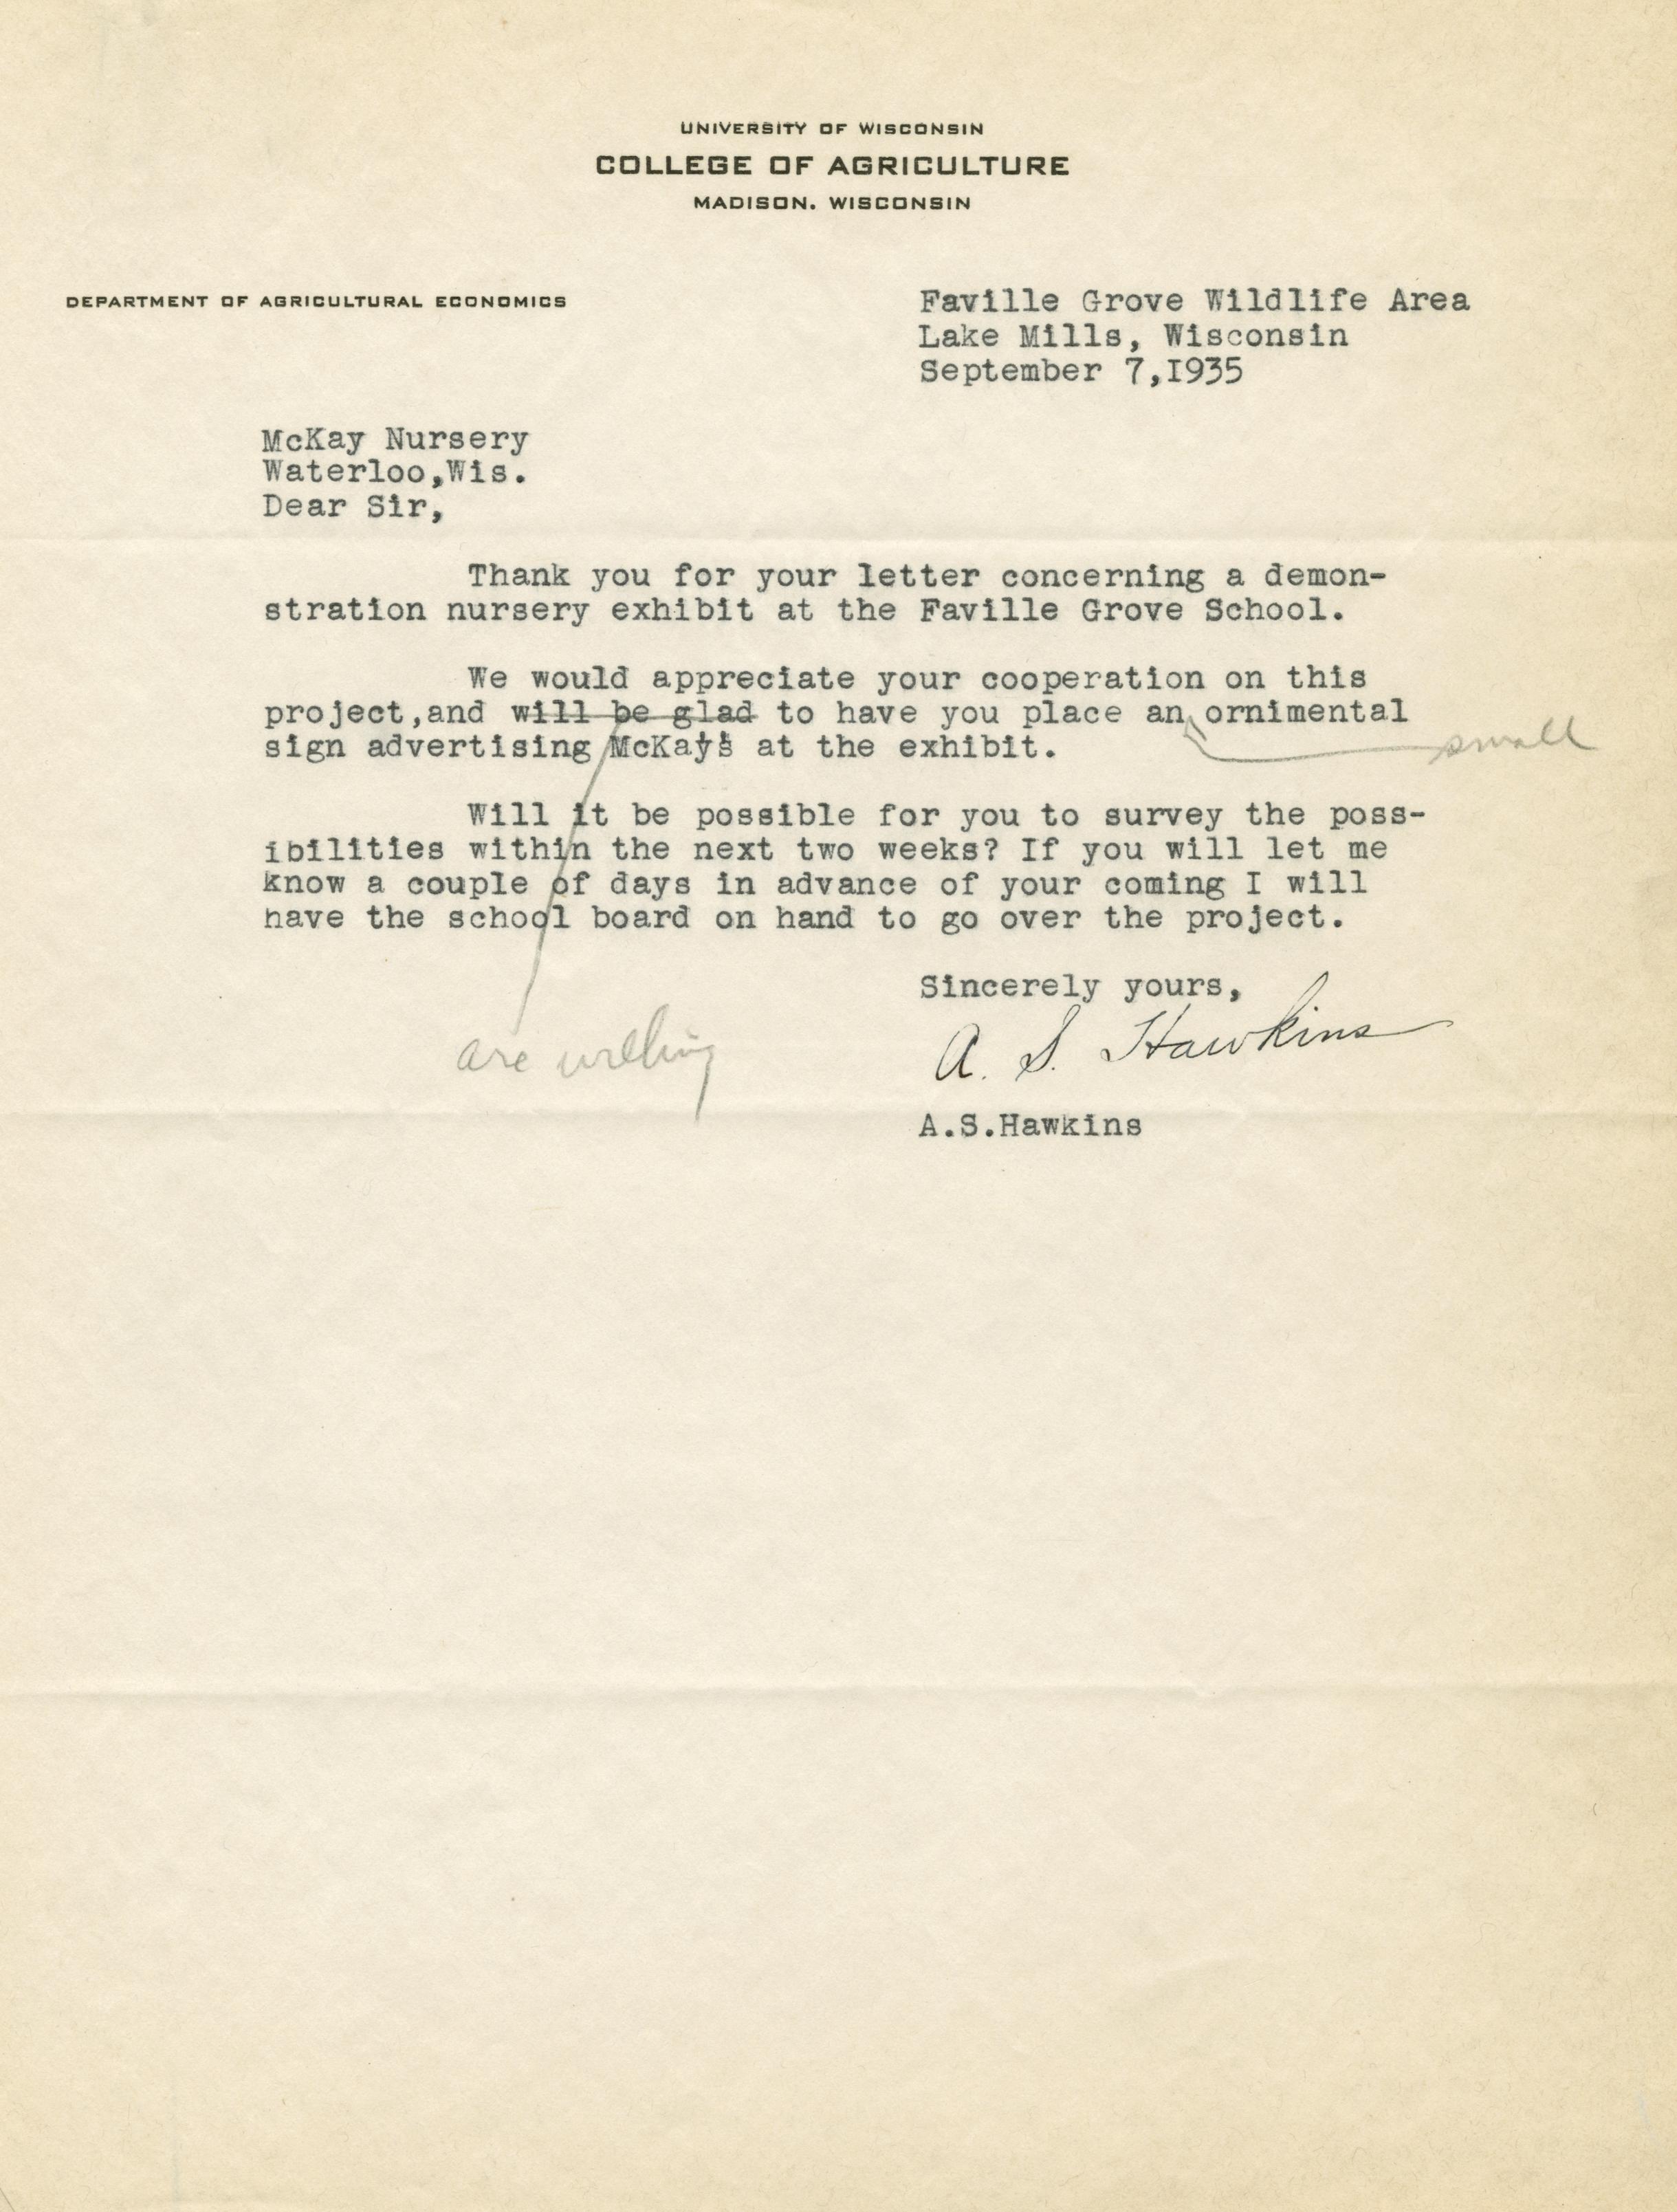 UNIVERSITY OF WISCONSIN
COLLEGE OF AGRICULTURE
MADISON, WISCONSIN
DEPARTMENT OF AGRICULTURAL ECONOMICS
Faville Grove Wildlife Area
Lake Mills, Wisconsin
September 7,1935
McKay Nursery
Waterloo,Wis.
Dear Sir,
Thank you for your letter concerning a demon-
stration nursery exhibit at the Faville Grove School.
We would appreciate your cooperation on this
project,and will be glad to have you place an ornimental
small
sign advertising McKay's at the exhibit.
Will it be possible for you to survey the poss-
ibilities within the next two weeks? If you will let me
know a couple of days in advance of your coming I will
have the school board on hand to go over the project.
Sincerely yours,
A. S. Hawkins
are willing
A.S.Hawkins